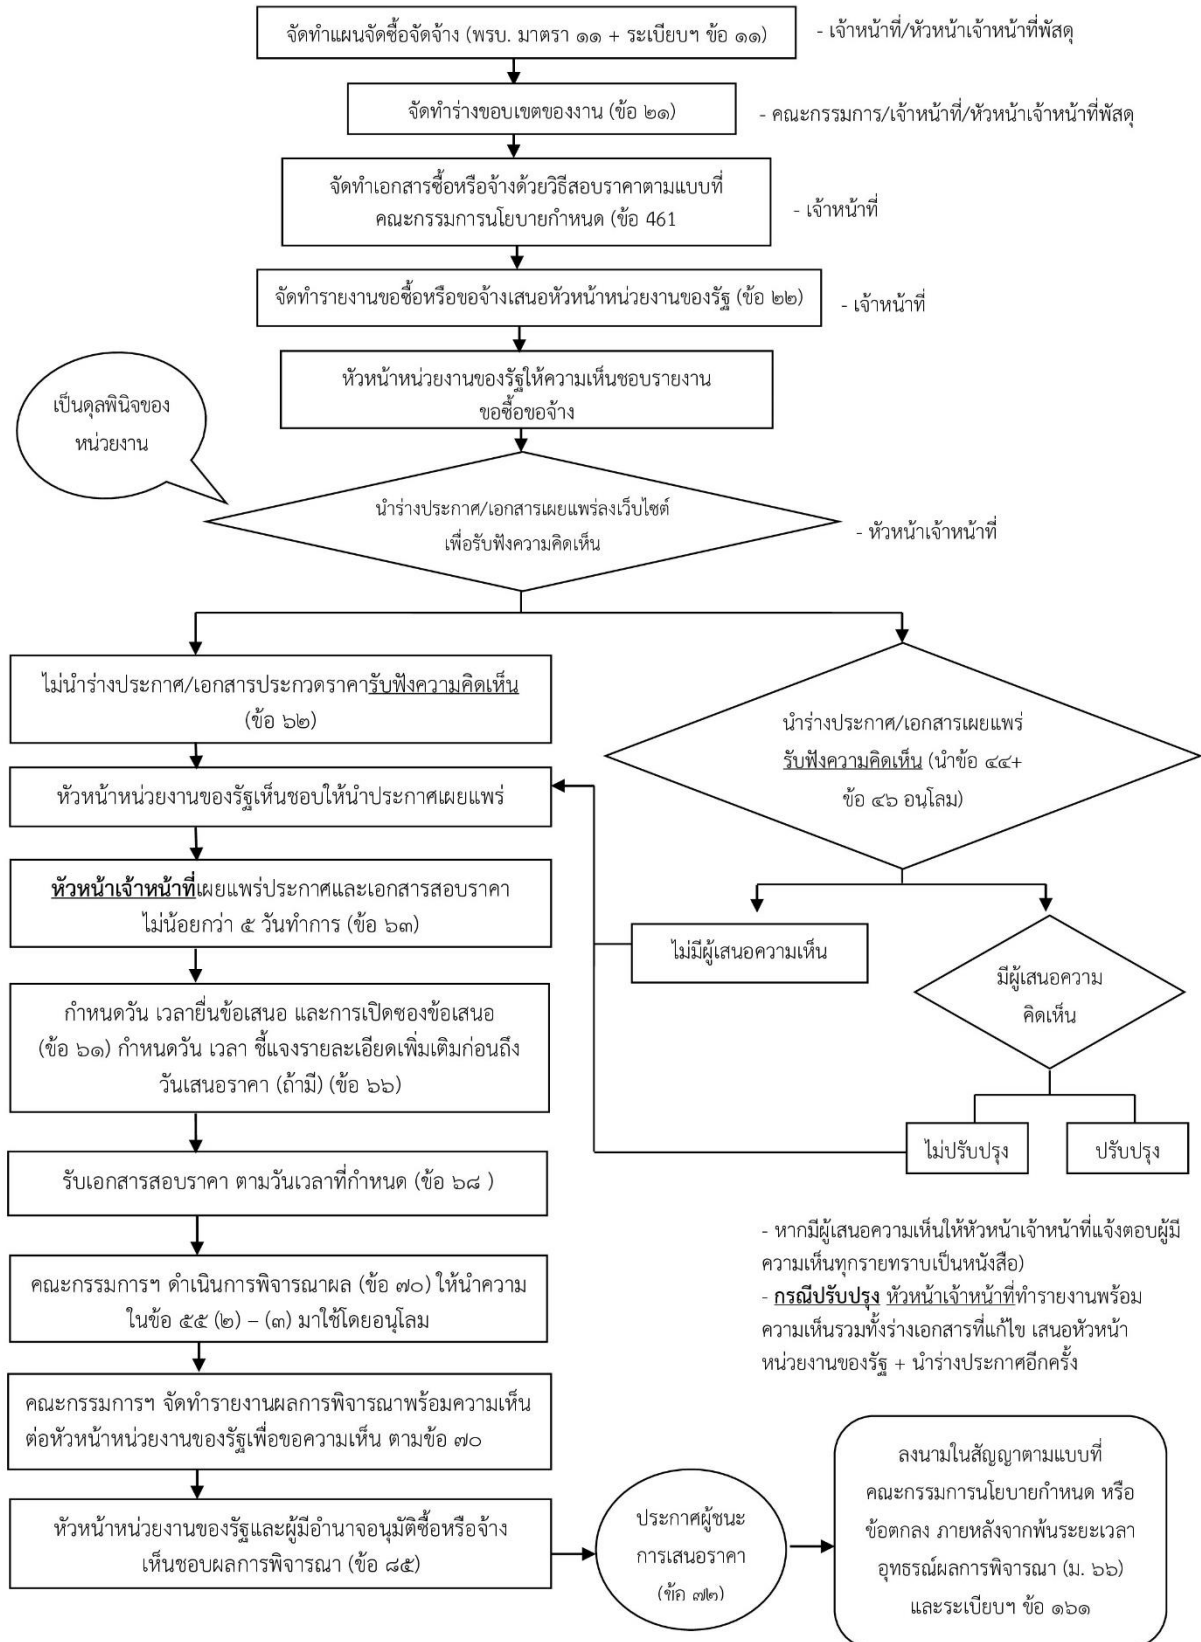 จัดทำแผนจัดซื้อจัดจ้าง (พรบ. มาตรา ๑๑ + ระเบียบฯ ข้อ ๑๑)
- เจ้าหน้าที่/หัวหน้าเจ้าหน้าที่พัสดุ
จัดทำร่างขอบเขตของงาน (ข้อ ๒๑)
- คณะกรรมการ/เจ้าหน้าที่/หัวหน้าเจ้าหน้าที่พัสดุ
จัดทำเอกสารซื้อหรือจ้างด้วยวิธีสอบราคาตามแบบที่
คณะกรรมการนโยบายกำหนด (ข้อ 461
- เจ้าหน้าที่
จัดทำรายงานขอซื้อหรือขอจ้างเสนอหัวหน้าหน่วยงานของรัฐ (ข้อ ๒๒)
- เจ้าหน้าที่
หัวหน้าหน่วยงานของรัฐให้ความเห็นชอบรายงาน
ขอซื้อขอจ้าง
เป็นดุลพินิจของ
หน่วยงาน
นำร่างประกาศ/เอกสารเผยแพร่ลงเว็บไซต์
เพื่อรับฟังความคิดเห็น
- หัวหน้าเจ้าหน้าที่
ไม่นำร่างประกาศ/เอกสารประกวดราคารับฟังความคิดเห็น
(ข้อ ๖๒)
หัวหน้าหน่วยงานของรัฐเห็นชอบให้นำประกาศเผยแพร่
หัวหน้าเจ้าหน้าที่เผยแพร่ประกาศและเอกสารสอบราคา
ไม่น้อยกว่า ๕ วันทำการ (ข้อ ๖๓)
กำหนดวัน เวลายื่นข้อเสนอ และการเปิดซองข้อเสนอ
(ข้อ ๖๑) กำหนดวัน เวลา ชี้แจงรายละเอียดเพิ่มเติมก่อนถึง
วันเสนอราคา (ถ้ามี) (ข้อ ๖๖)
รับเอกสารสอบราคา ตามวันเวลาที่กำหนด (ข้อ ๖๘ )
คณะกรรมการฯ ดำเนินการพิจารณาผล (ข้อ ๗๐) ให้นำความ
ในข้อ ๕๕ (๒) – (๓) มาใช้โดยอนุโลม
คณะกรรมการฯ จัดทำรายงานผลการพิจารณาพร้อมความเห็น
ต่อหัวหน้าหน่วยงานของรัฐเพื่อขอความเห็น ตามข้อ ๗๐
หัวหน้าหน่วยงานของรัฐและผู้มีอำนาจอนุมัติซื้อหรือจ้าง
เห็นชอบผลการพิจารณา (ข้อ ๘๕)
นำร่างประกาศ/เอกสารเผยแพร่
รับฟังความคิดเห็น (นำข้อ ๔๔+
ข้อ ๔๖ อนุโลม)
ไม่มีผู้เสนอความเห็น
มีผู้เสนอความ
คิดเห็น
ไม่ปรับปรุง
ปรับปรุง
- หากมีผู้เสนอความเห็นให้หัวหน้าเจ้าหน้าที่แจ้งตอบผู้มี
ความเห็นทุกรายทราบเป็นหนังสือ)
- กรณีปรับปรุง หัวหน้าเจ้าหน้าที่ทำรายงานพร้อม
ความเห็นรวมทั้งร่างเอกสารที่แก้ไข เสนอหัวหน้า
หน่วยงานของรัฐ + นำร่างประกาศอีกครั้ง
ประกาศผู้ชนะ
การเสนอราคา
(ข้อ ๗๒)
ลงนามในสัญญาตามแบบที่
คณะกรรมการนโยบายกำหนด หรือ
ข้อตกลง ภายหลังจากพ้นระยะเวลา
อุทธรณ์ผลการพิจารณา (ม. ๖๖)
และระเบียบฯ ข้อ ๑๖๑